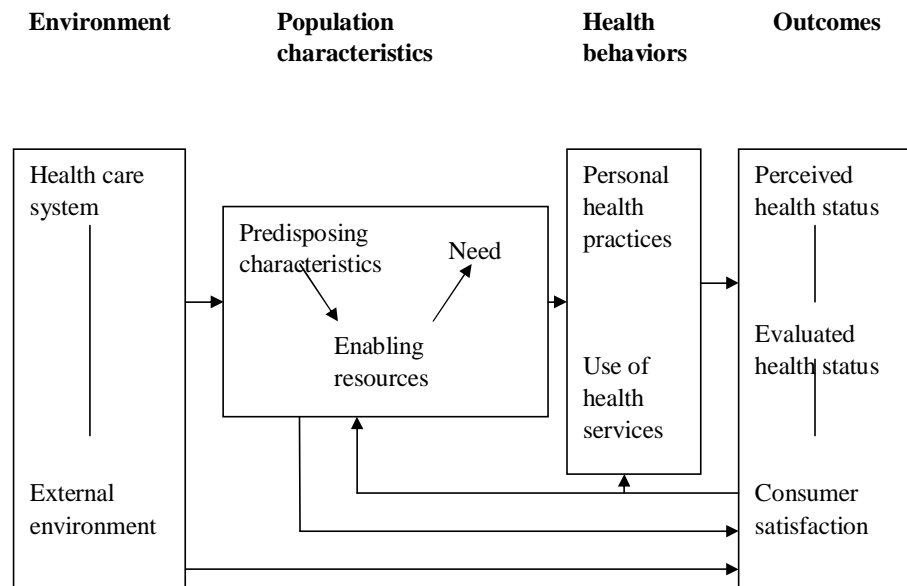 Environment
Population
characteristics
Health
behaviors
Outcomes
Health care
system
External
environment
Predisposing
characteristics
Need
Enabling
resources
Personal
health
practices
Use of
health
services
Perceived
health status
Evaluated
health status
Consumer
satisfaction